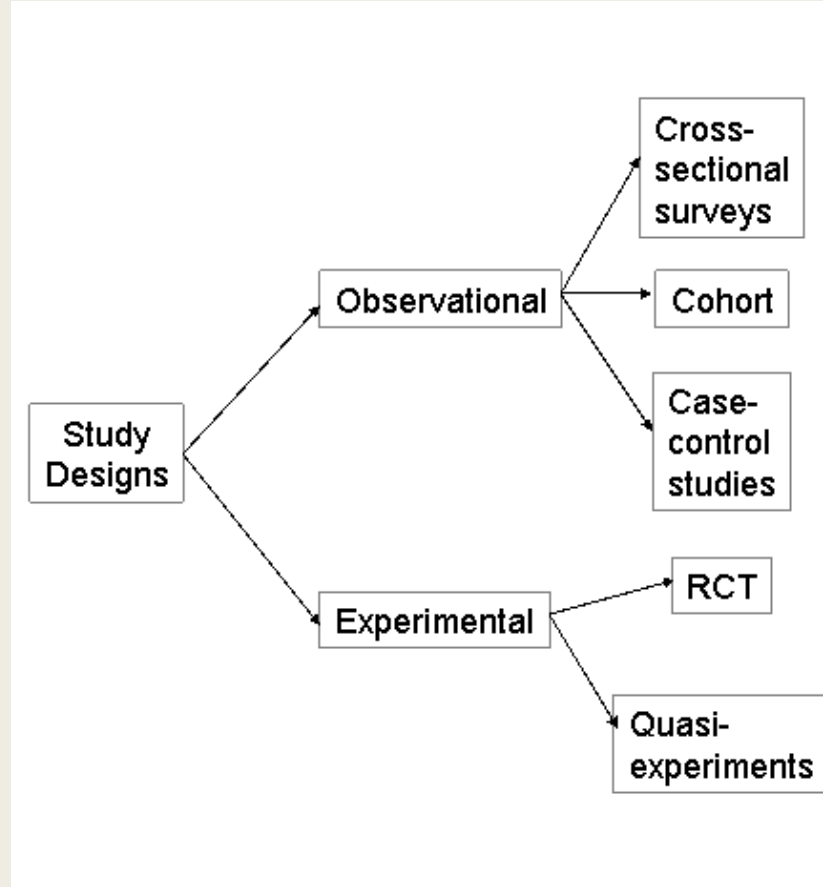 Study
Designs
Observational
Cross-
sectional
surveys
Cohort
Case-
control
studies
Experimental
RCT
Quasi-
experiments